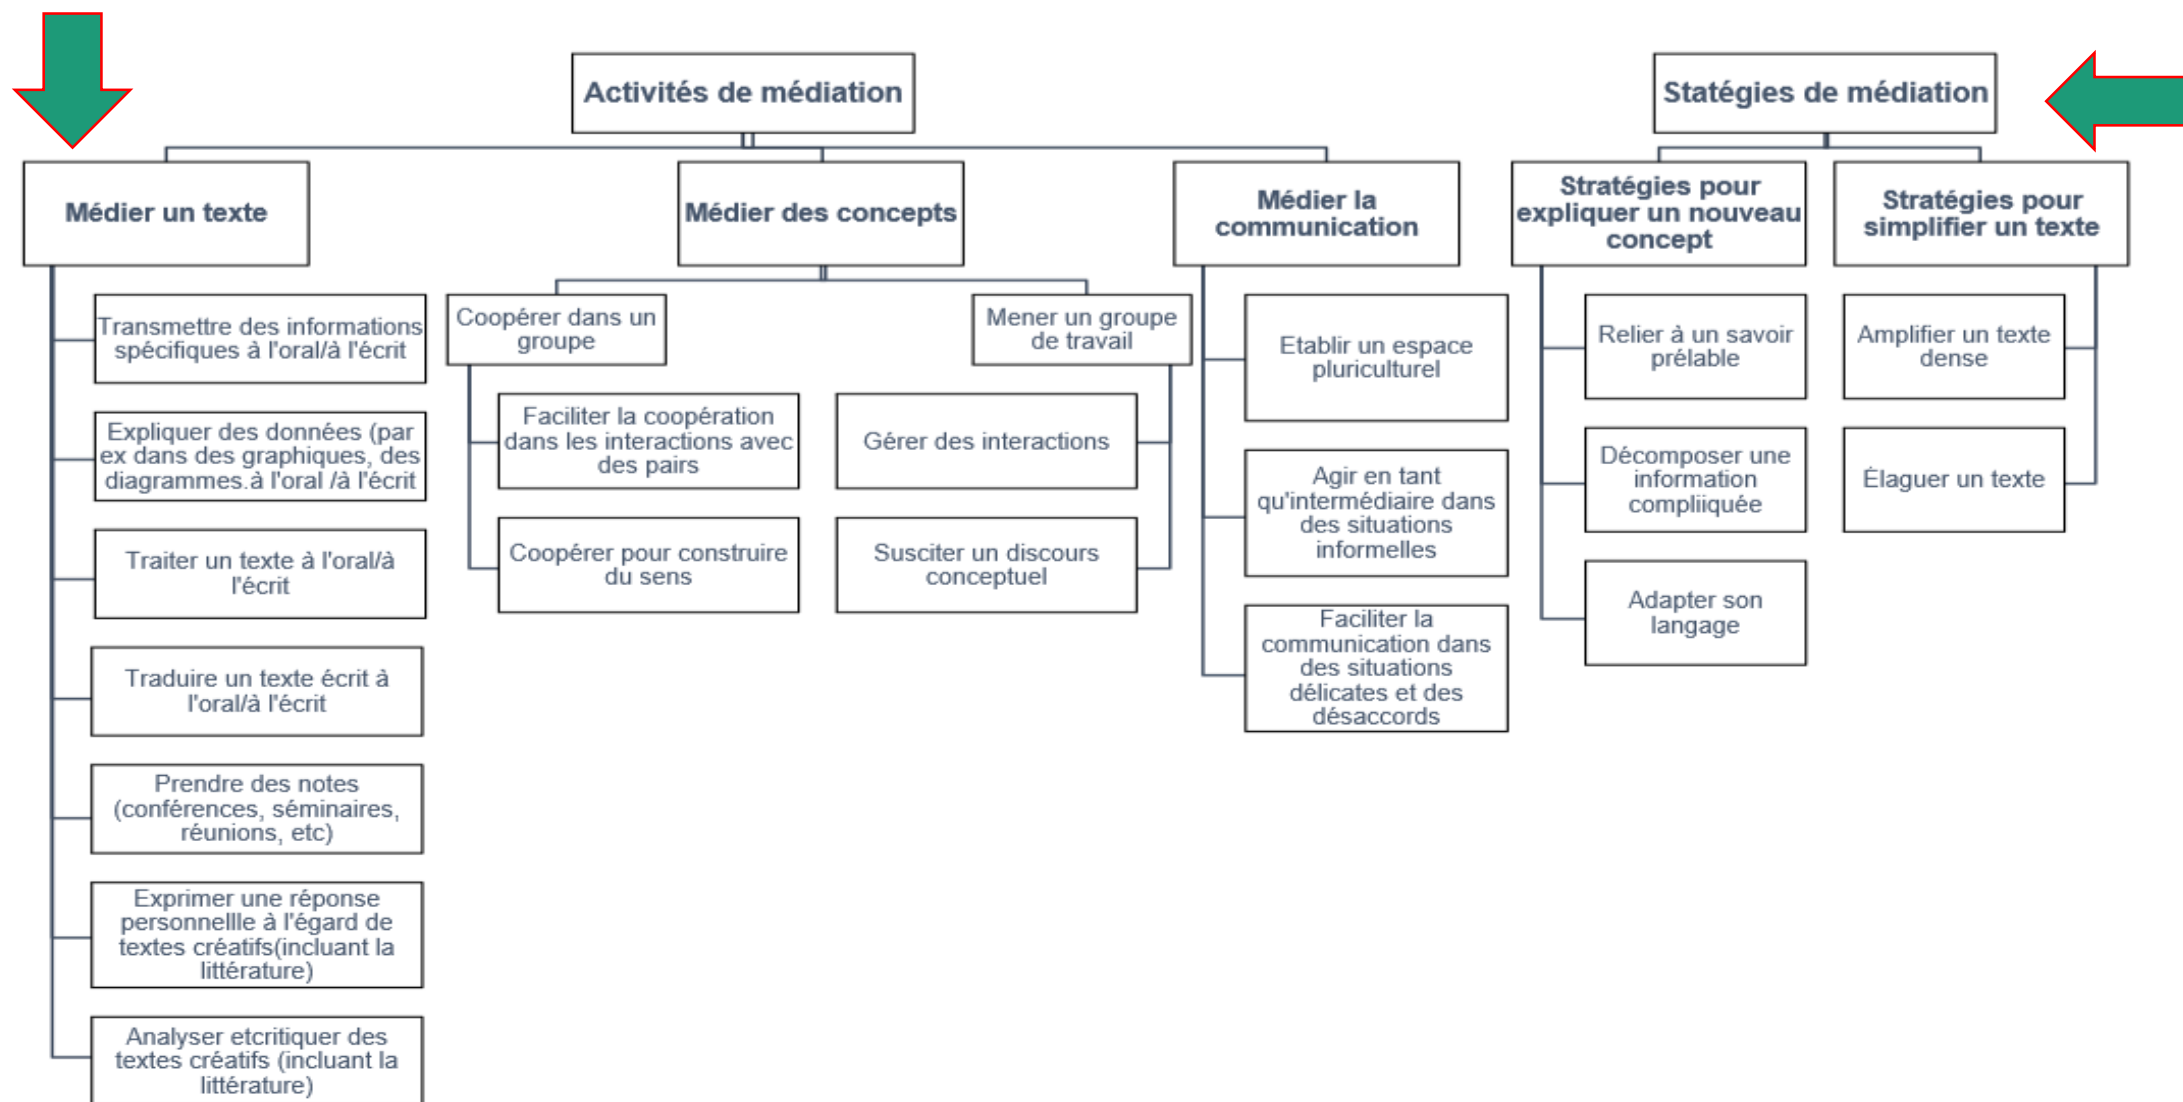 Activités de médiation
Statégies de médiation
Médier un texte
Médier des concepts
Médier la
communication
Stratégies pour
expliquer un nouveau
concept
Stratégies pour
simplifier un texte
Transmettre des informations
spécifiques à l'oral/à l'écrit
Expliquer des données (par
ex dans des graphiques, des
diagrammes.à l'oral /à l'écrit
Traiter un texte à l'oral/à
l'écrit
Traduire un texte écrit à
l'oral/à l'écrit
Prendre des notes
(conférences, séminaires,
réunions, etc)
Exprimer une réponse
personnellle à l'égard de
textes créatifs(incluant la
littérature)
Analyser etcritiquer des
textes créatifs (incluant la
littérature)
Coopérer dans un
groupe
Faciliter la coopération
dans les interactions avec
des pairs
Coopérer pour construire
du sens
Mener un groupe
de travail
Gérer des interactions
Susciter un discours
conceptuel
Etablir un espace
pluriculturel
Agir en tant
qu'intermédiaire dans
des situations
informelles
Faciliter la
communication dans
des situations
délicates et des
désaccords
Relier à un savoir
prélable
Décomposer une
information
compliiquée
Adapter son
langage
Amplifier un texte
dense
Élaguer un texte